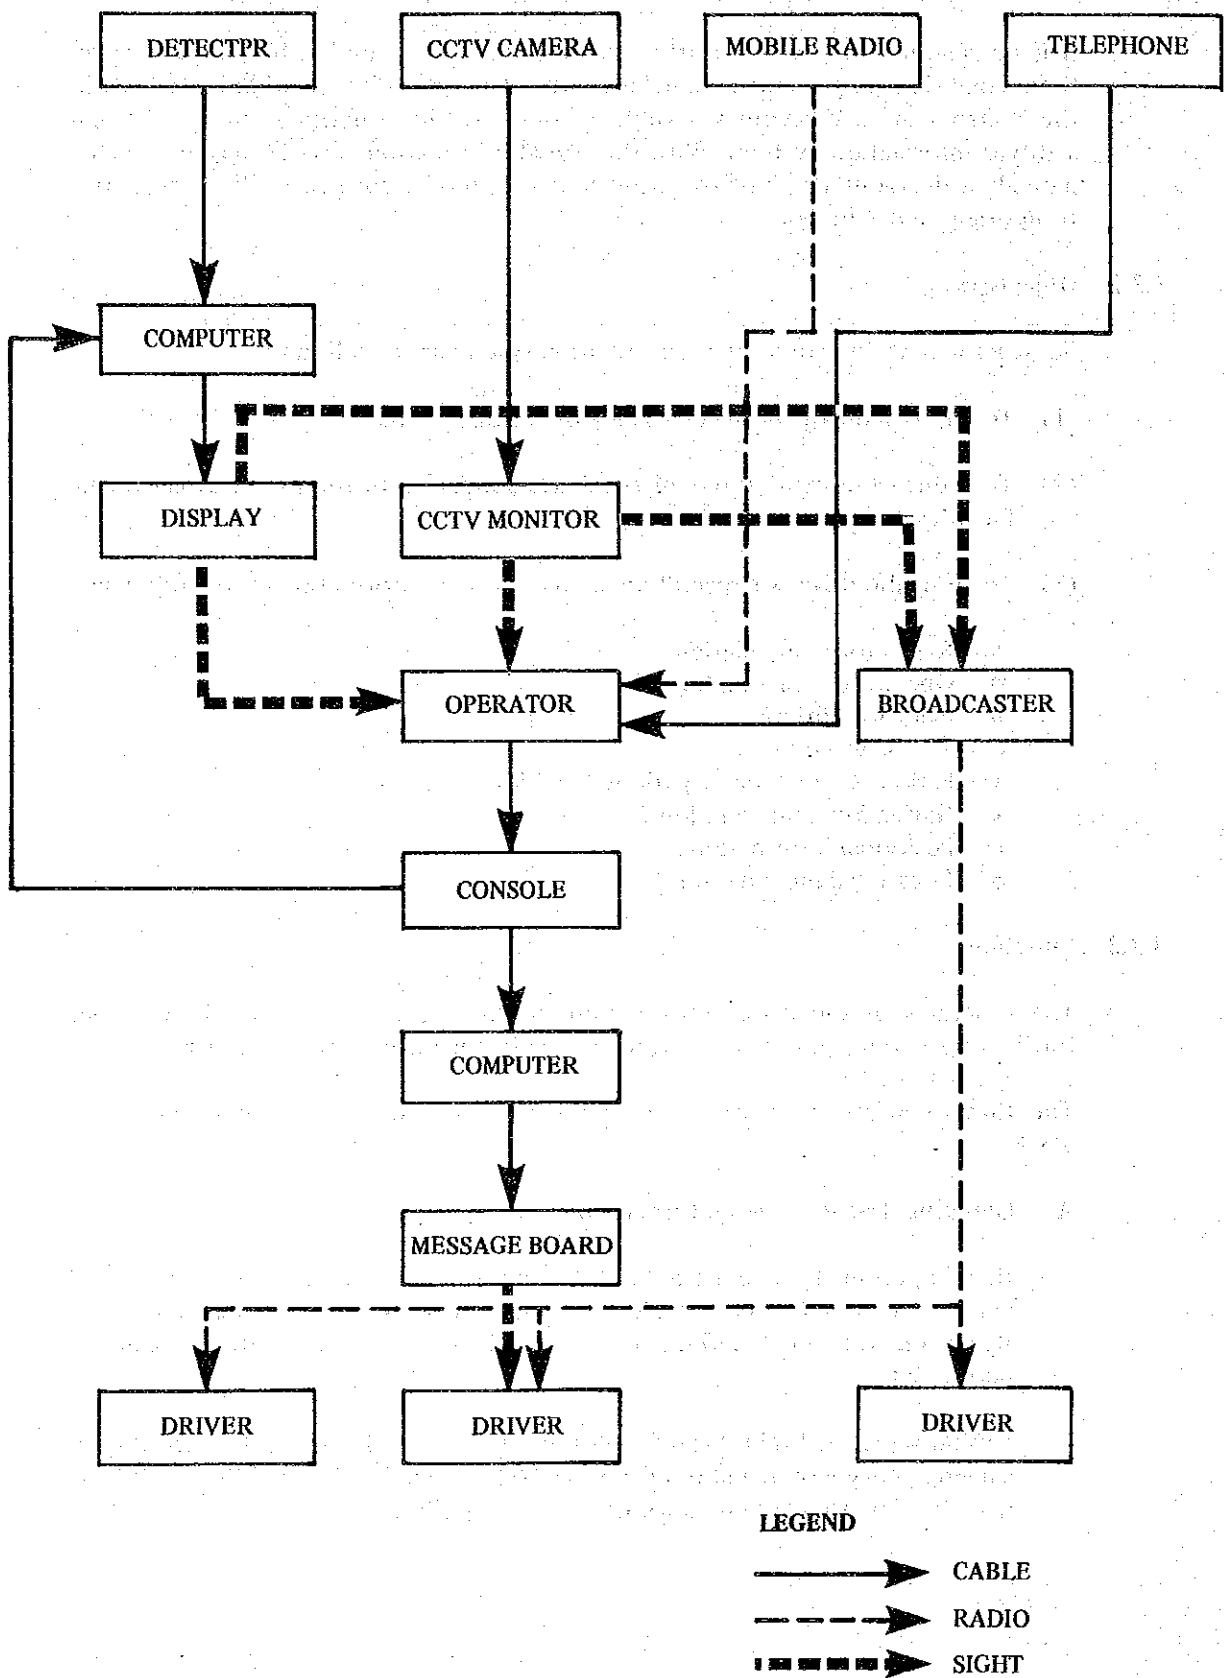 DETECTPR
CCTV CAMERA
MOBILE RADIO
TELEPHONE
COMPUTER
DISPLAY
CCTV MONITOR
OPERATOR
BROADCASTER
CONSOLE
COMPUTER
MESSAGE BOARD
DRIVER
DRIVER
DRIVER
LEGEND
CABLE
RADIO
SIGHT